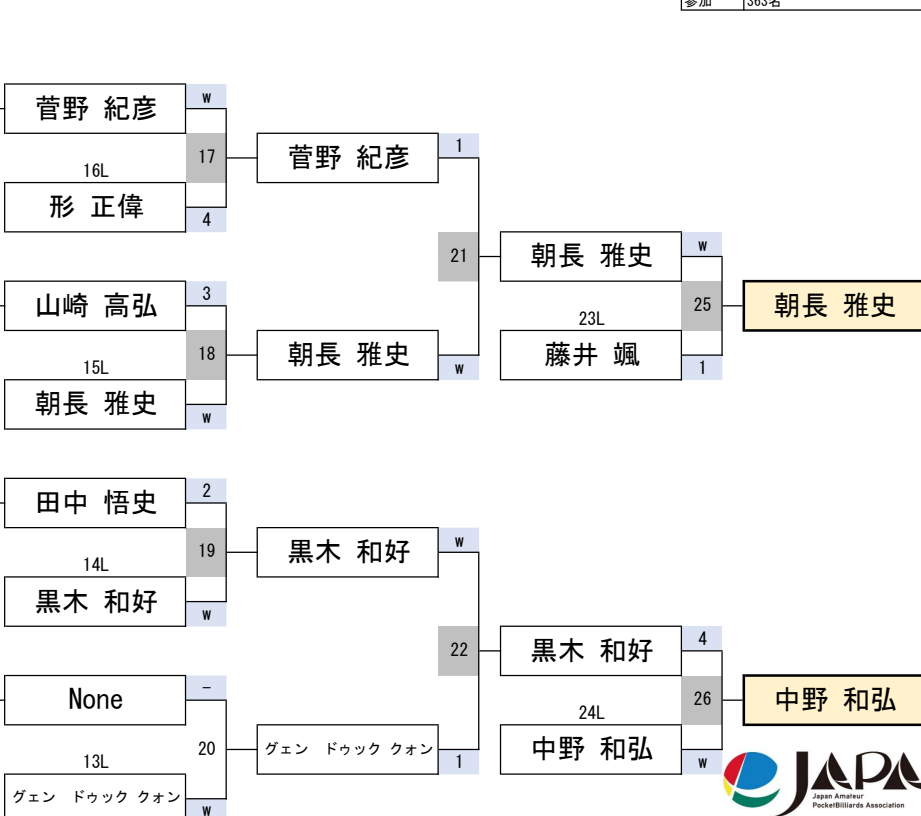 参加 363名
菅野 紀彦 W
17
16L
形 正偉 4
菅野 紀彦 1
山崎 高弘 3
18
15L
朝長 雅史 W
朝長 雅史 W
21
朝長 雅史 W
25
23L
藤井 颯 1
朝長 雅史
田中 悟史 2
19
14L
黒木 和好 W
黒木 和好 W
None -
20
13L
グェン ドゥック クォン W
グェン ドゥック クォン 1
22
黒木 和好 4
26
24L
中野 和弘 W
中野 和弘
JAPA
Japan Amateur
PocketBilliards Association